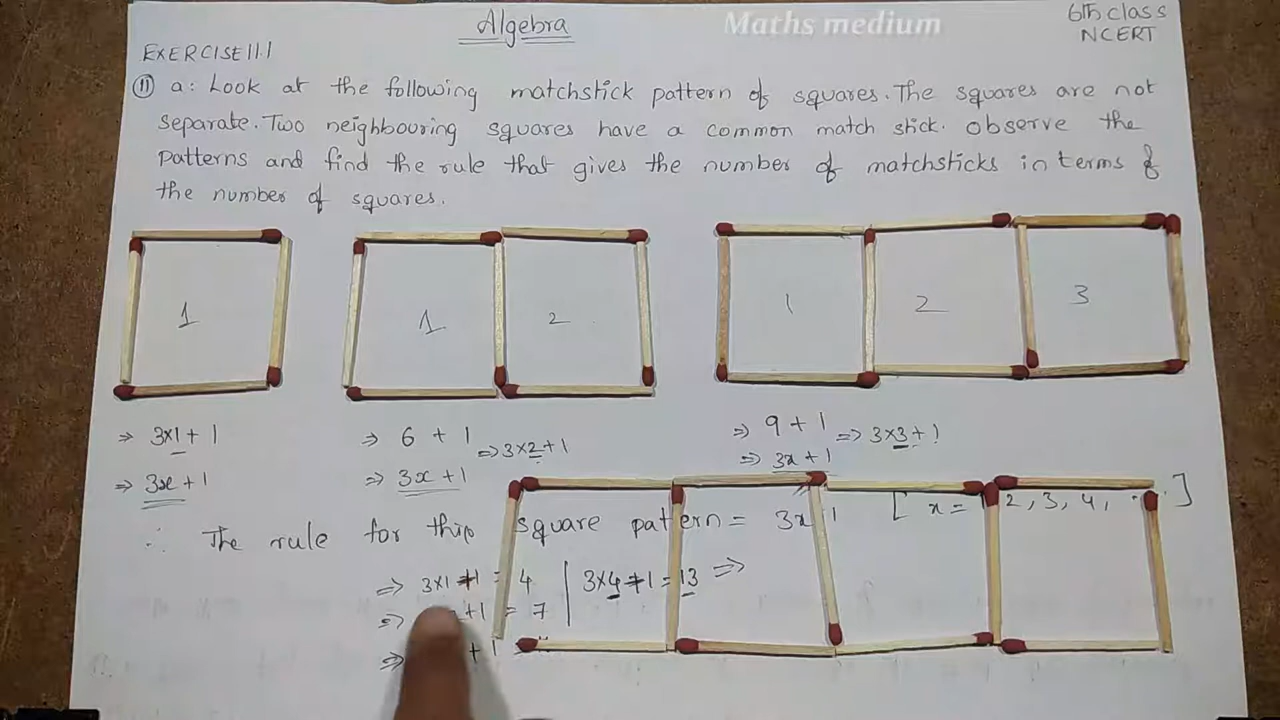 Algebra
Maths medium
6th class
NCERT
EXERCISE 11.1
11 a: Look at the following matchstick pattern of squares. The squares are not
separate. Two neighbouring squares have a common match stick. Observe the
Patterns and find the rule that gives the number of matchsticks in terms of
the number of squares.
1
1 2
1 2 3
⇒ 3×1+1
⇒ 6 + 1 ⇒ 3×2+1
⇒ 9+1 ⇒ 3×3+1
⇒ 3x+1
⇒ 3x+1
⇒ 3x+1
∴ The rule for this square pattern = 3x 1 [ x = 2, 3, 4, ]
⇒ 3×1+1 = 4 | 3×4+1 = 13 ⇒
⇒ +1 = 7
⇒ +1